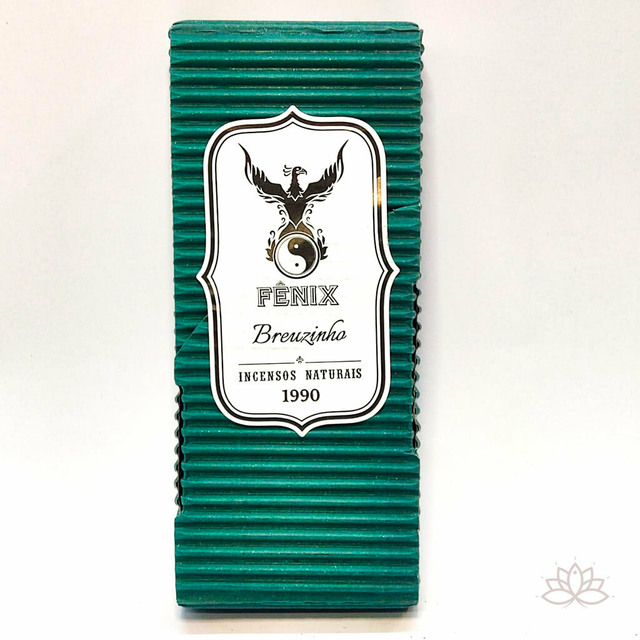 FÊNIX
Breuzinho
INCENSOS NATURAIS
1990